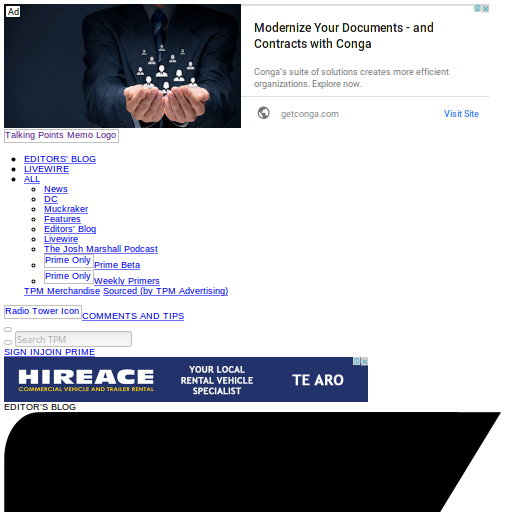 Ad
Modernize Your Documents - and
Contracts with Conga
Conga's suite of solutions creates more efficient
organizations. Explore now.
getconga.com
Visit Site
Talking Points Memo Logo
EDITORS' BLOG
LIVEWIRE
ALL
News
DC
Muckraker
Features
Editors' Blog
Livewire
The Josh Marshall Podcast
Prime Only Prime Beta
Prime Only Weekly Primers
TPM Merchandise Sourced (by TPM Advertising)
Radio Tower Icon COMMENTS AND TIPS
Search TPM
SIGN IN JOIN PRIME
HIREACE
COMMERCIAL VEHICLE AND TRAILER RENTAL
YOUR LOCAL
RENTAL VEHICLE
SPECIALIST
TE ARO
EDITOR'S BLOG